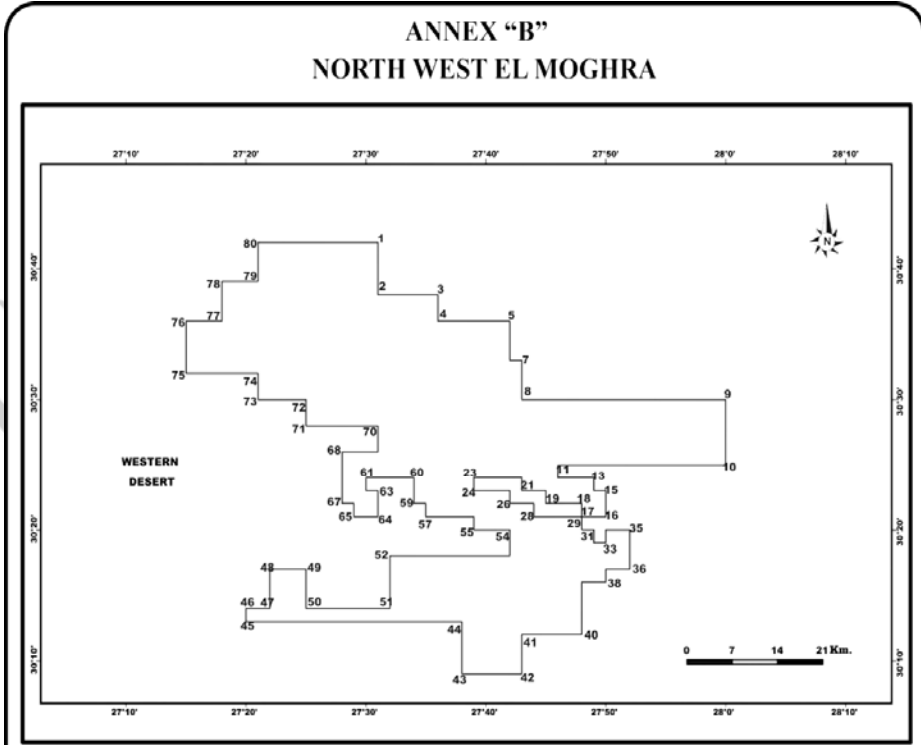 ANNEX “B”
NORTH WEST EL MOGHRA
27°10' 27°20' 27°30' 27°40' 27°50' 28°0' 28°10'
80 1
N
30°40' 79 30°40'
78
2 3
76 77 4 5
7
75 74
30°30' 73 72 8 9 30°30'
71 70
68
WESTERN
DESERT
61 60 23 11 13 10
67 63 59 24 21 15
26 19 18
65 64 57 28 17 16
30°20' 55 54 29 31 35 30°20'
33
52
48 49 36
38
46 47 50 51
45 44 41 40
30°10' 43 42 30°10'
0 7 14 21 Km.
27°10' 27°20' 27°30' 27°40' 27°50' 28°0' 28°10'